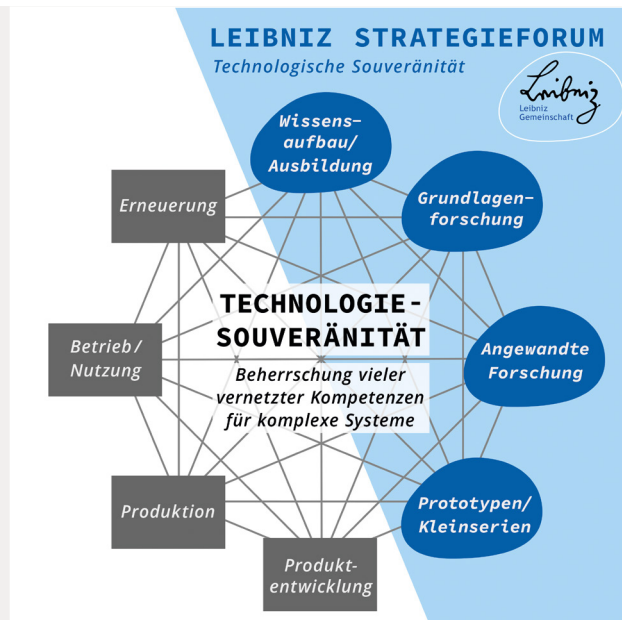 LEIBNIZ STRATEGIEFORUM
Technologische Souveränität
Leibniz
Leibniz
Gemeinschaft
Wissens-
aufbau/
Ausbildung
Grundlagen-
forschung
Angewandte
Forschung
Prototypen/
Kleinserien
Produkt-
entwicklung
Produktion
Betrieb/
Nutzung
Erneuerung
TECHNOLOGIE-
SOUVERÄNITÄT
Beherrschung vieler
vernetzter Kompetenzen
für komplexe Systeme